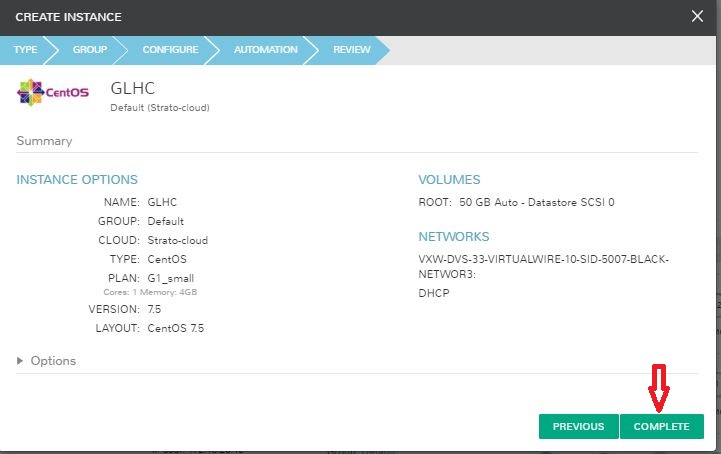 CREATE INSTANCE
TYPE GROUP CONFIGURE AUTOMATION REVIEW
CentOS
GLHC
Default (Strato-cloud)
Summary
INSTANCE OPTIONS
NAME: GLHC
GROUP: Default
CLOUD: Strato-cloud
TYPE: CentOS
PLAN: G1_small
Cores: 1 Memory: 4GB
VERSION: 7.5
LAYOUT: CentOS 7.5
VOLUMES
ROOT: 50 GB Auto - Datastore SCSI 0
NETWORKS
VXW-DVS-33-VIRTUALWIRE-10-SID-5007-BLACK-
NETWOR3:
DHCP
Options
PREVIOUS COMPLETE